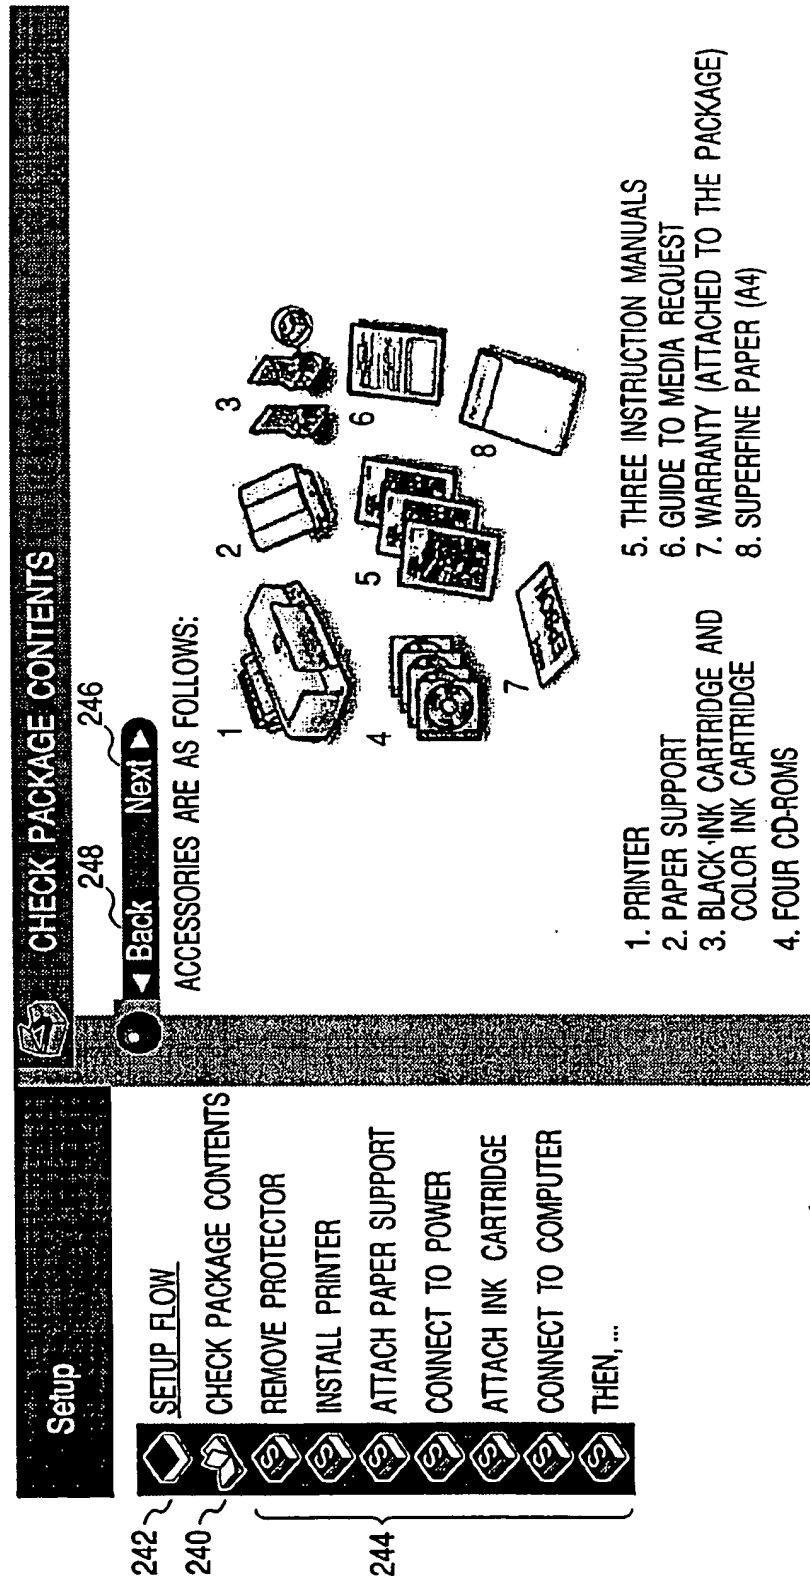 Setup
CHECK PACKAGE CONTENTS
248
246
Back Next
242
SETUP FLOW
240
CHECK PACKAGE CONTENTS
244
REMOVE PROTECTOR
INSTALL PRINTER
ATTACH PAPER SUPPORT
CONNECT TO POWER
ATTACH INK CARTRIDGE
CONNECT TO COMPUTER
THEN, ...
ACCESSORIES ARE AS FOLLOWS:
1
2
3
4
5
6
7
8
EPSON
1. PRINTER
2. PAPER SUPPORT
3. BLACK INK CARTRIDGE AND
COLOR INK CARTRIDGE
4. FOUR CD-ROMS
5. THREE INSTRUCTION MANUALS
6. GUIDE TO MEDIA REQUEST
7. WARRANTY (ATTACHED TO THE PACKAGE)
8. SUPERFINE PAPER (A4)